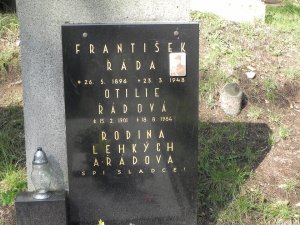 FRANTIŠEK
RÁDA
*26. 5. 1896 +23. 3. 1948
OTILIE
RÁDOVÁ
*15. 2. 1901 +18. 8. 1984
RODINA
LEHKÝCH
A RÁDOVA
SPI SLADCE!